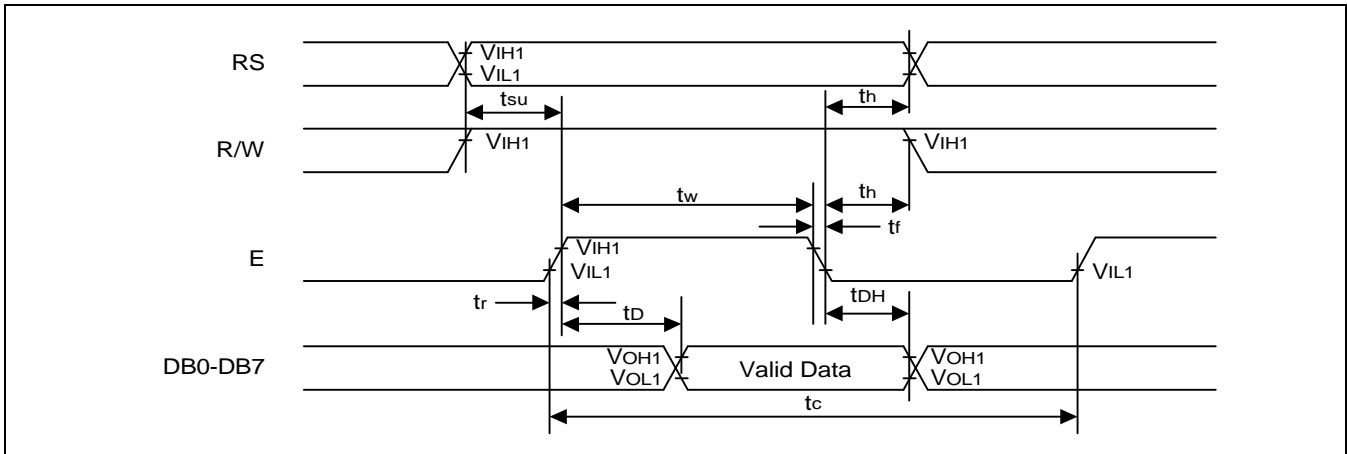 RS
VIH1
VIL1
tsu
th
R/W
VIH1
VIH1
tw
th
tf
E
VIH1
VIL1
VIL1
tr
tD
tDH
DB0-DB7
VOH1
VOL1
Valid Data
VOH1
VOL1
tc